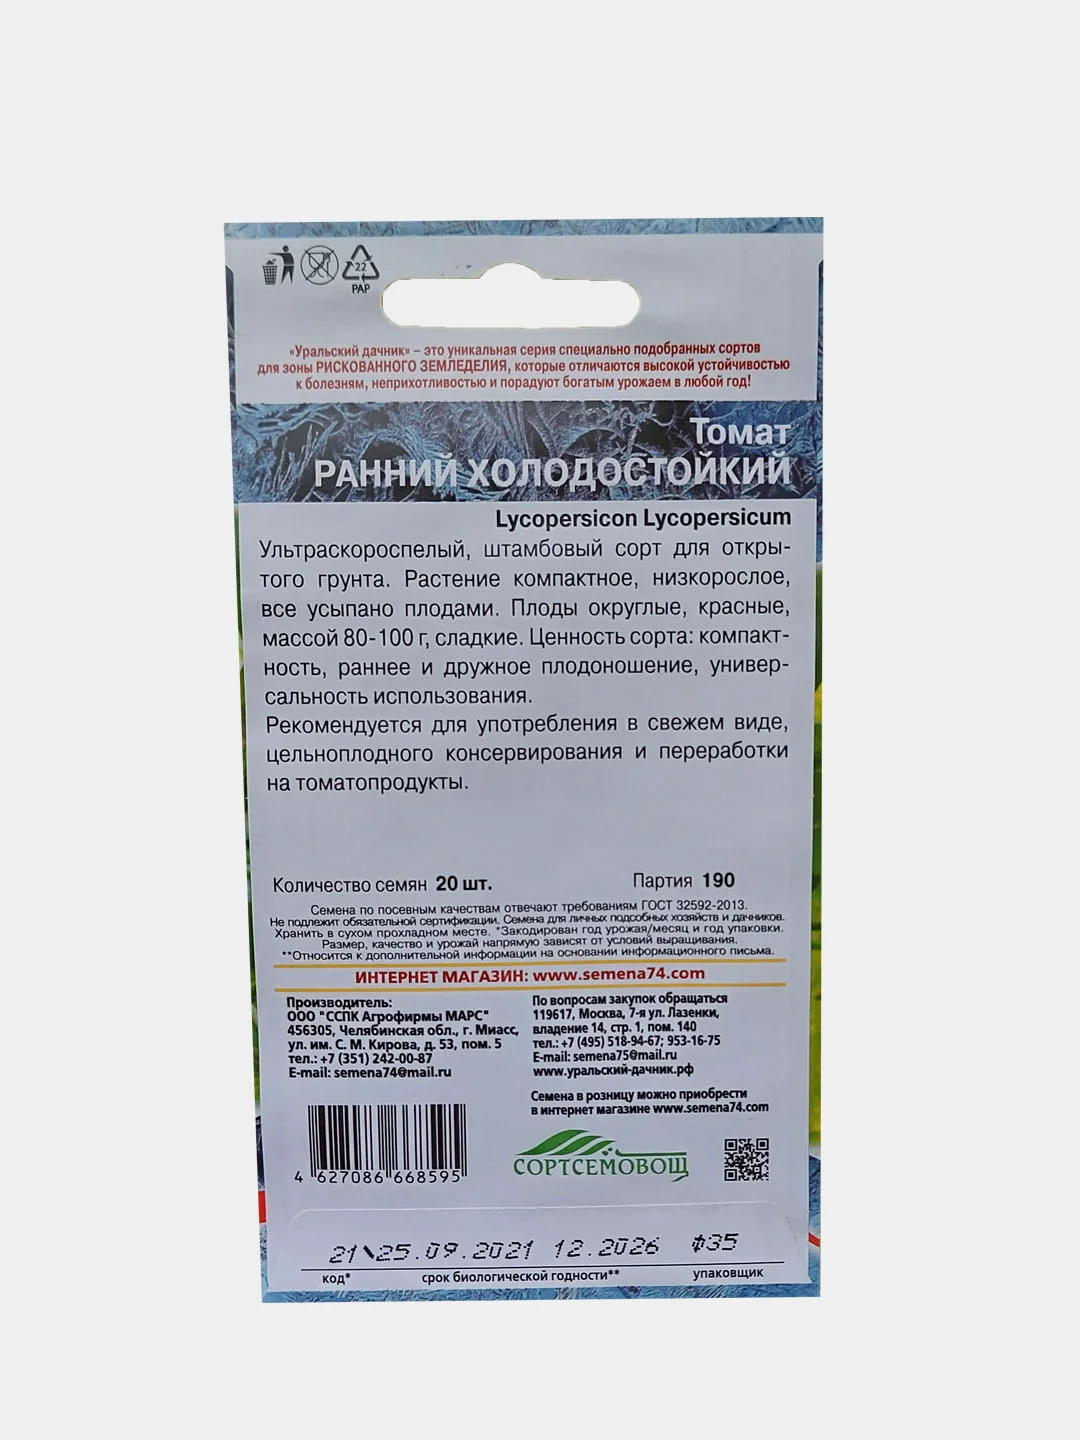 22
PAP
«Уральский дачник» – это уникальная серия специально подобранных сортов
для зоны РИСКОВАННОГО ЗЕМЛЕДЕЛИЯ, которые отличаются высокой устойчивостью
к болезням, неприхотливостью и порадуют богатым урожаем в любой год!
Томат
РАННИЙ ХОЛОДОСТОЙКИЙ
Lycopersicon Lycopersicum
Ультраскороспелый, штамбовый сорт для откры-
того грунта. Растение компактное, низкорослое,
все усыпано плодами. Плоды округлые, красные,
массой 80-100 г, сладкие. Ценность сорта: компакт-
ность, раннее и дружное плодоношение, универ-
сальность использования.
Рекомендуется для употребления в свежем виде,
цельноплодного консервирования и переработки
на томатопродукты.
Количество семян 20 шт. Партия 190
Семена по посевным качествам отвечают требованиям ГОСТ 32592-2013.
Не подлежит обязательной сертификации. Семена для личных подсобных хозяйств и дачников.
Хранить в сухом прохладном месте. *Закодирован год урожая/месяц и год упаковки.
Размер, качество и урожай напрямую зависят от условий выращивания.
**Относится к дополнительной информации на основании информационного письма.
ИНТЕРНЕТ МАГАЗИН: www.semena74.com
Производитель:
ООО "ССПК Агрофирмы МАРС"
456305, Челябинская обл., г. Миасс,
ул. им. С. М. Кирова, д. 53, пом. 5
тел.: +7 (351) 242-00-87
E-mail: semena74@mail.ru
По вопросам закупок обращаться
119617, Москва, 7-я ул. Лазенки,
владение 14, стр. 1, пом. 140
тел.: +7 (495) 518-94-67; 953-16-75
E-mail: semena75@mail.ru
www.уральский-дачник.рф
Семена в розницу можно приобрести
в интернет магазине www.semena74.com
4 627086 668595
СОРТСЕМОВОЩ
21\25.09.2021 12.2026 Ф35
код* срок биологической годности** упаковщик